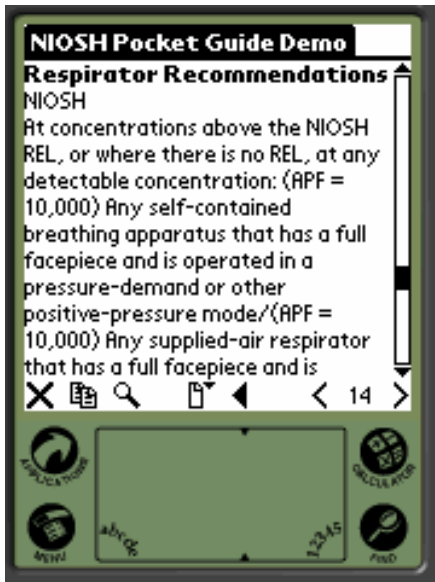 NIOSH Pocket Guide Demo
Respirator Recommendations
NIOSH
At concentrations above the NIOSH
REL, or where there is no REL, at any
detectable concentration: (APF =
10,000) Any self-contained
breathing apparatus that has a full
facepiece and is operated in a
pressure-demand or other
positive-pressure mode/(APF =
10,000) Any supplied-air respirator
that has a full facepiece and is
14
APPLICATIONS
CALCULATOR
MENU
abcde
12345
FIND